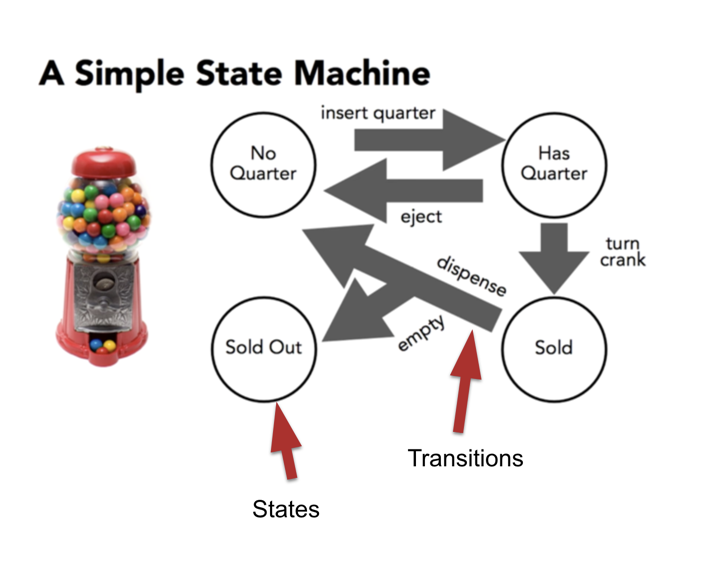 A Simple State Machine
insert quarter
No
Quarter
Has
Quarter
eject
turn
crank
dispense
empty
Sold Out
Sold
Transitions
States